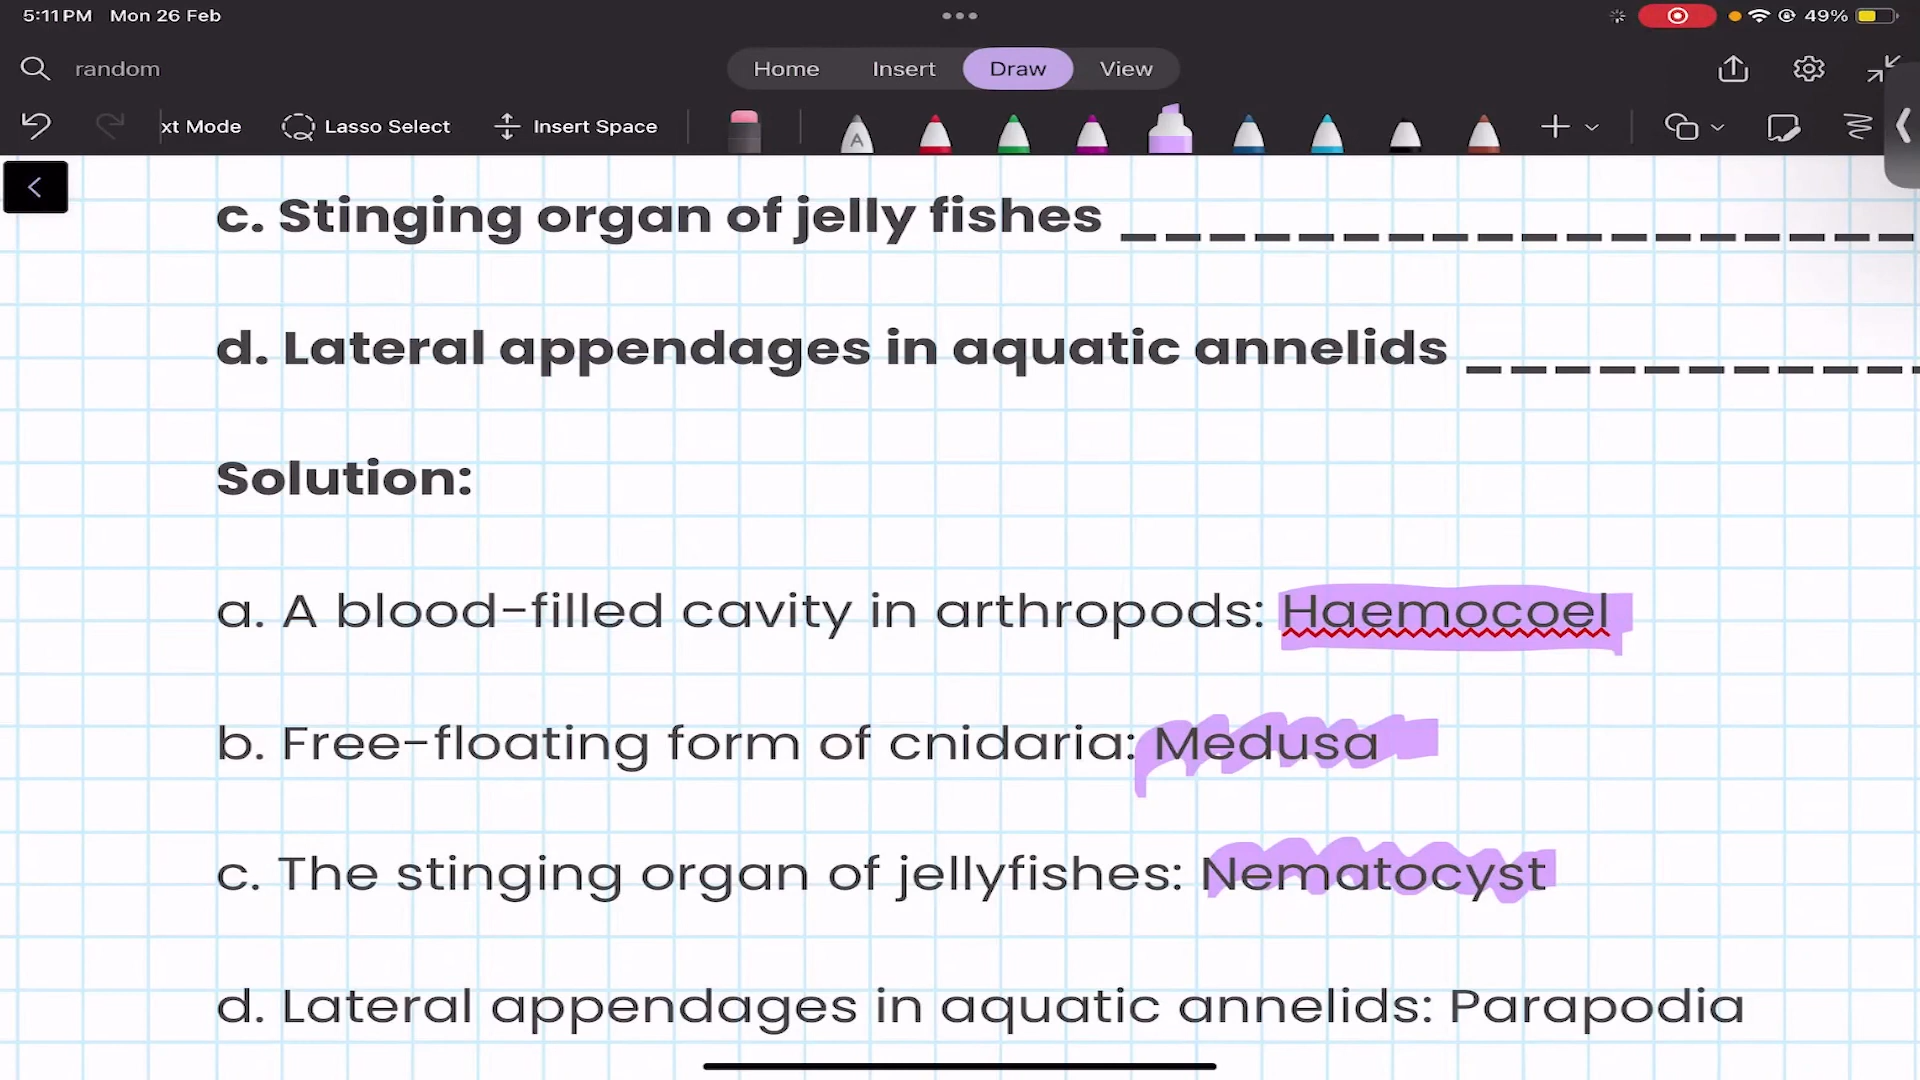 5:11 PM Mon 26 Feb
49%
random
Home Insert Draw View
xt Mode Lasso Select Insert Space
A
c. Stinging organ of jelly fishes _ _ _ _ _ _ _ _ _ _ _ _ _ _ _ _ _ _
d. Lateral appendages in aquatic annelids _ _ _ _ _ _ _ _ _ _ _
Solution:
a. A blood-filled cavity in arthropods: Haemocoel
b. Free-floating form of cnidaria: Medusa
c. The stinging organ of jellyfishes: Nematocyst
d. Lateral appendages in aquatic annelids: Parapodia